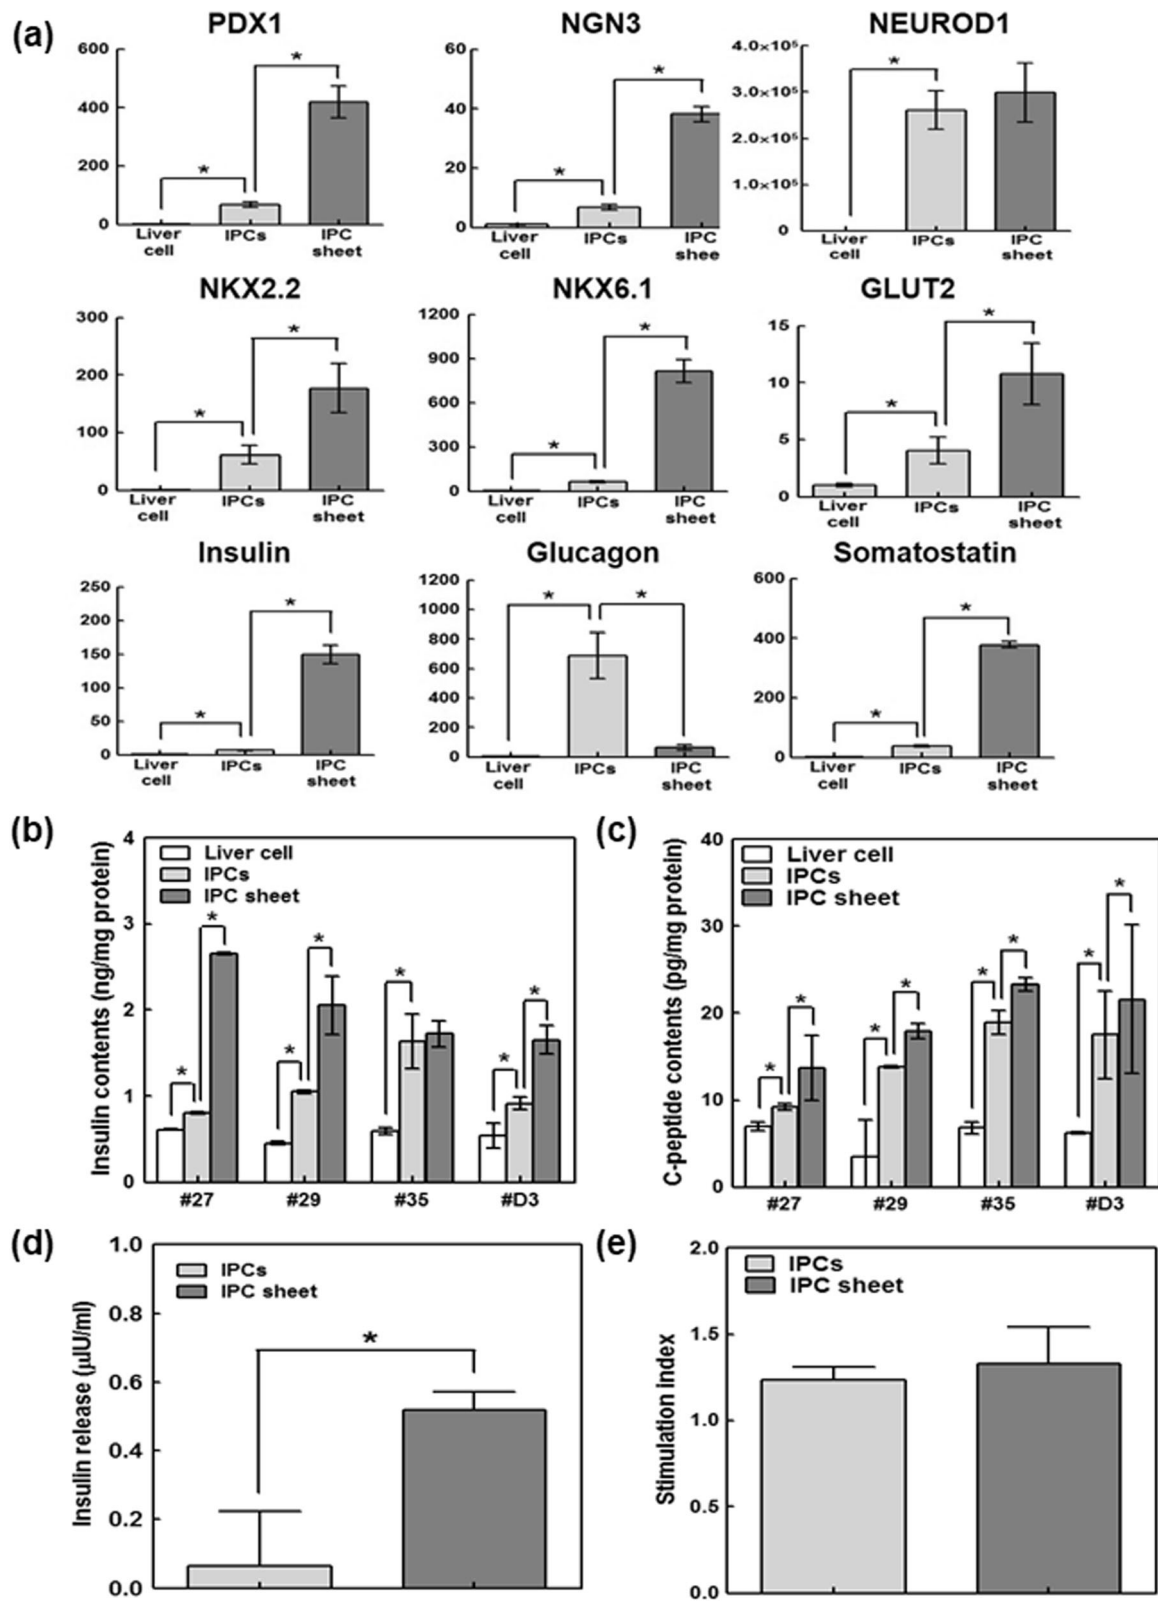 (a)
PDX1
600
400
200
0
*
*
Liver cell
IPCs
IPC sheet
NGN3
60
40
20
0
*
*
Liver cell
IPCs
IPC shee
NEUROD1
4.0×10⁵
3.0×10⁵
2.0×10⁵
1.0×10⁵
0
*
Liver cell
IPCs
IPC sheet
NKX2.2
300
200
100
0
*
*
Liver cell
IPCs
IPC sheet
NKX6.1
1200
900
600
300
0
*
*
Liver cell
IPCs
IPC sheet
GLUT2
15
10
5
0
*
*
Liver cell
IPCs
IPC sheet
Insulin
250
200
150
100
50
0
*
*
Liver cell
IPCs
IPC sheet
Glucagon
1200
1000
800
600
400
200
0
*
*
Liver cell
IPCs
IPC sheet
Somatostatin
600
400
200
0
*
*
Liver cell
IPCs
IPC sheet
(b)
Insulin contents (ng/mg protein)
4
3
2
1
0
Liver cell
IPCs
IPC sheet
*
*
*
*
*
*
*
#27
#29
#35
#D3
(c)
C-peptide contents (pg/mg protein)
40
30
20
10
0
Liver cell
IPCs
IPC sheet
*
*
*
*
*
*
*
*
#27
#29
#35
#D3
(d)
Insulin release (µU/ml)
1.0
0.8
0.6
0.4
0.2
0.0
IPCs
IPC sheet
*
(e)
Stimulation index
2.0
1.5
1.0
0.5
0.0
IPCs
IPC sheet